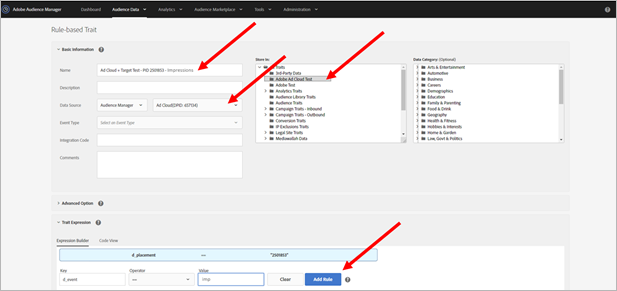 Adobe Audience Manager Dashboard Audience Data Analytics Audience Marketplace Tools Administration
Rule-based Trait
Basic Information
Name
Ad Cloud + Target Test - PID 2501853 - Impressions
Description
Data Source
Audience Manager
Ad Cloud
Event Type
Select an Event Type
Integration Code
Comments
Store In:
Traits
3rd-Party Data
Adobe Ad Cloud Test
Adobe Test
Analytics Traits
Audience Library Traits
Audience Traits
Campaign Traits - Inbound
Campaign Traits - Outbound
Conversion Traits
IP Exclusions Traits
Legal Site Traits
Mediawallah Data
Data Category: (Optional)
Arts & Entertainment
Automotive
Business
Careers
Demographics
Education
Family & Parenting
Food & Drink
Geography
Health & Fitness
Hobbies & Interests
Home & Garden
Law, Govt & Politics
Advanced Option
Trait Expression
Expression Builder Code View
d_placement == "2501853"
Key Operator Value
d_event == imp Clear Add Rule